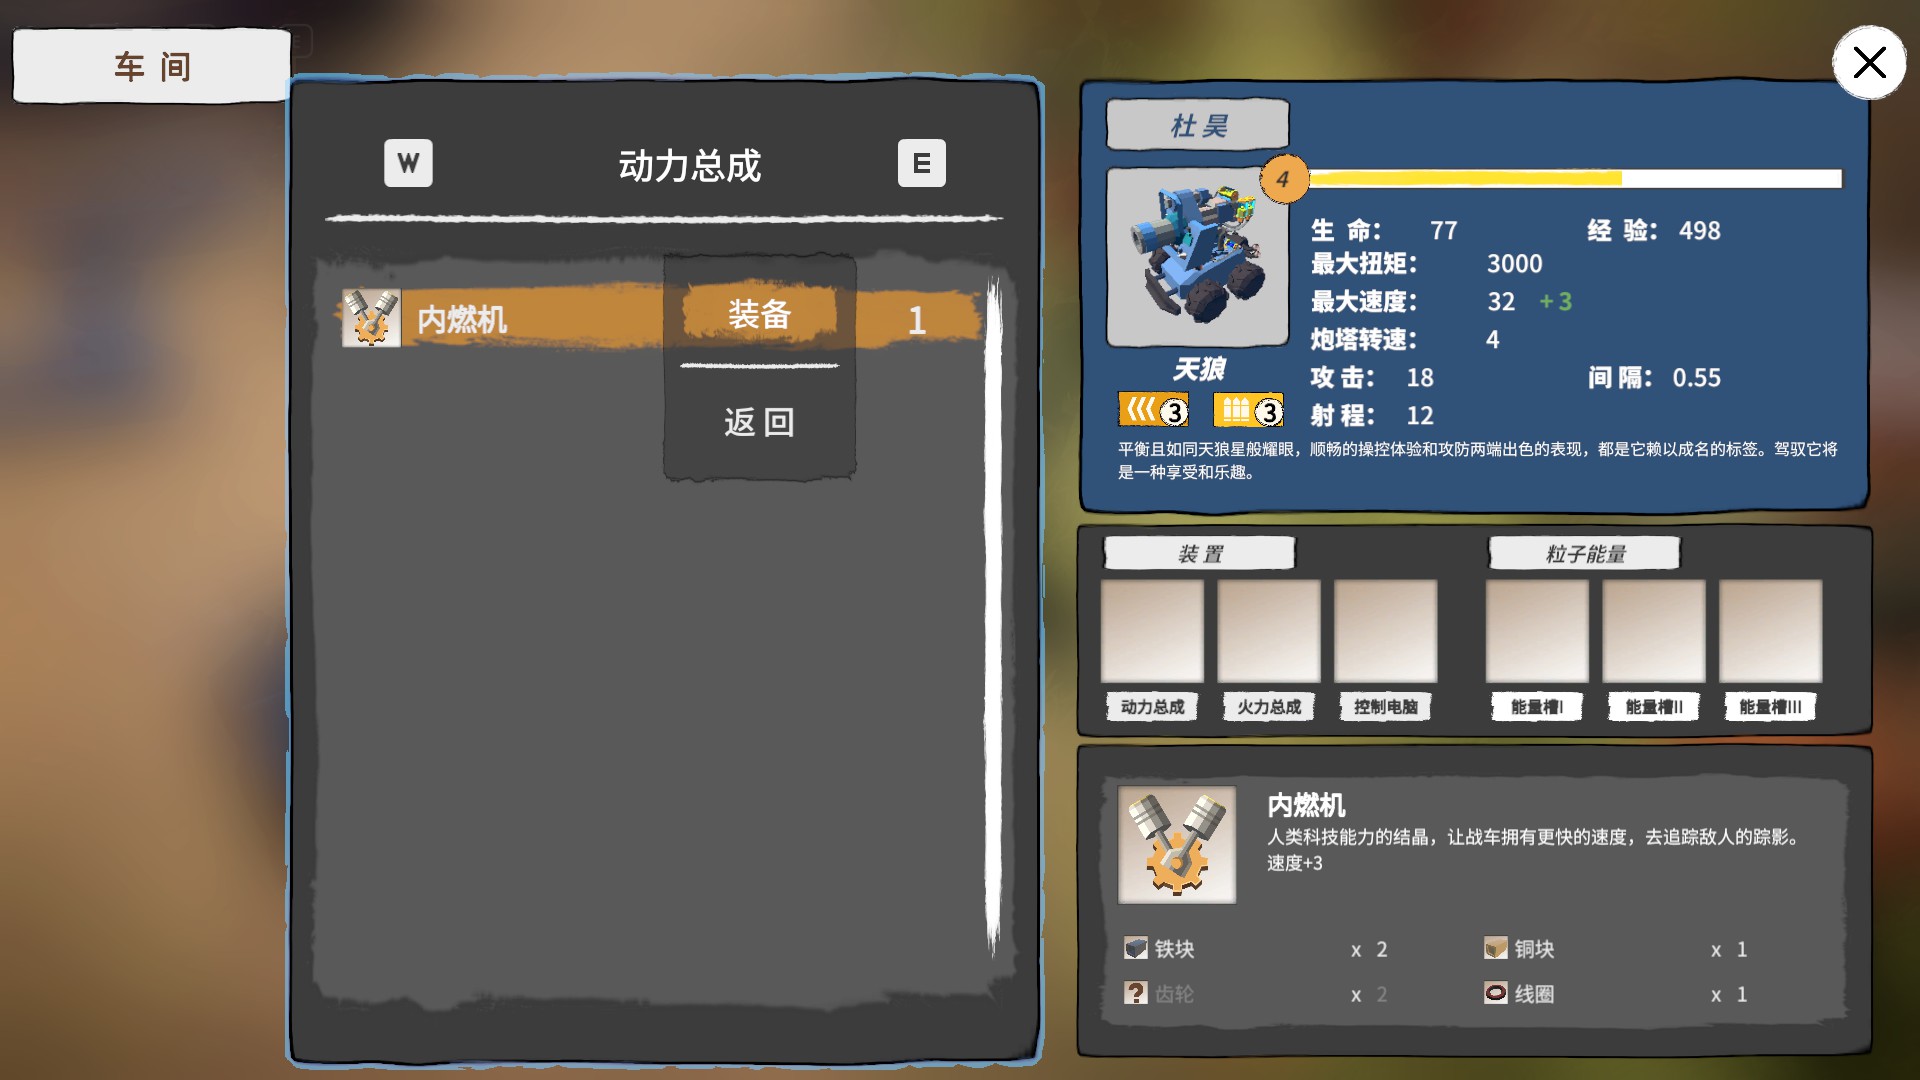 车间
W 动力总成 E
内燃机 1
装备
返回
杜昊
4
天狼
3 3
生 命： 77 经 验： 498
最大扭矩： 3000
最大速度： 32 +3
炮塔转速： 4
攻 击： 18 间 隔： 0.55
射 程： 12
平衡且如同天狼星般耀眼，顺畅的操控体验和攻防两端出色的表现，都是它赖以成名的标签。驾驭它将
是一种享受和乐趣。
装置 粒子能量
动力总成 火力总成 控制电脑 能量槽I 能量槽II 能量槽III
内燃机
人类科技能力的结晶，让战车拥有更快的速度，去追踪敌人的踪影。
速度+3
铁块 x 2 铜块 x 1
? 齿轮 x 2 线圈 x 1